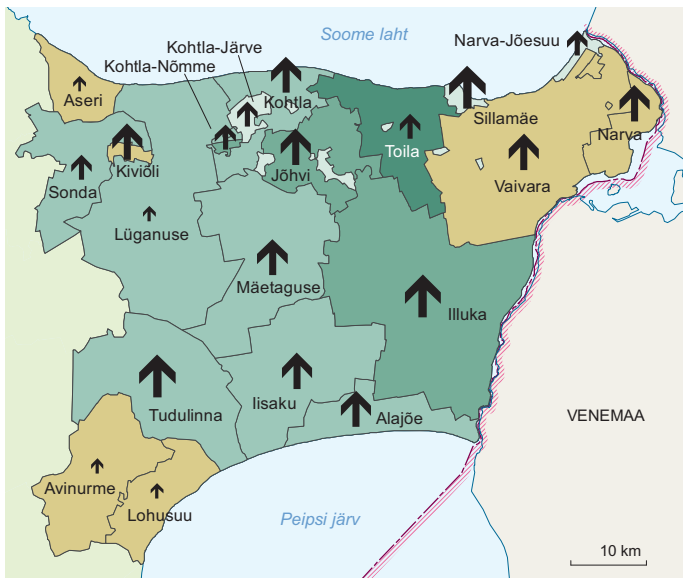 Soome laht
Narva-Jõesuu
Kohtla-Järve
Kohtla-Nõmme
Aseri
Kohtla
Sillamäe
Narva
Toila
Kiviõli
Jõhvi
Vaivara
Sonda
Lüganuse
Mäetaguse
Illuka
Tudulinna
Iisaku
Alajõe
VENEMAA
Avinurme
Lohusuu
Peipsi järv
10 km